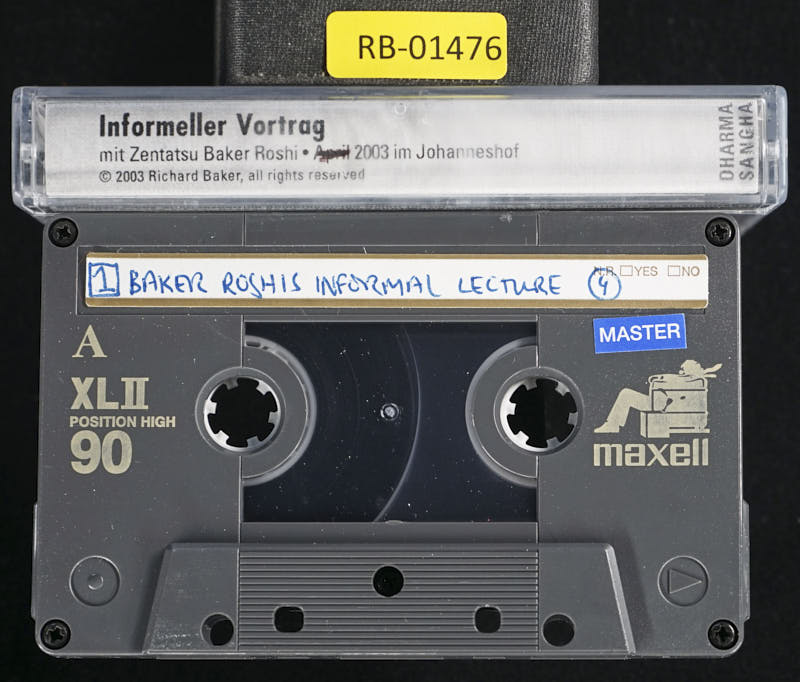 RB-01476
Informeller Vortrag
mit Zentatsu Baker Roshi • April 2003 im Johanneshof
© 2003 Richard Baker, all rights reserved
DHARMA
SANGHA
1 BAKER ROSHIS INFORMAL LECTURE 4
N.R. □YES □NO
MASTER
A
XLII
POSITION HIGH
90
maxell